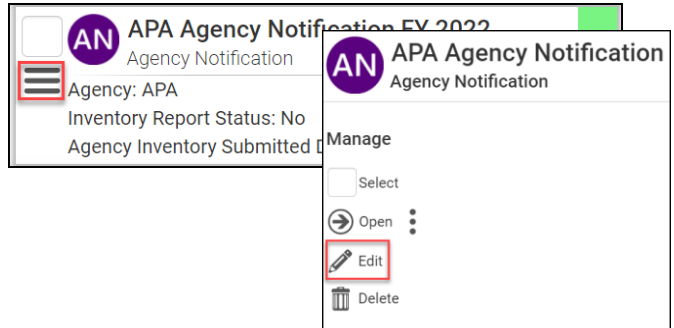 AN
APA Agency Notification FY 2022
Agency Notification
Agency: APA
Inventory Report Status: No
Agency Inventory Submitted
AN
APA Agency Notification
Agency Notification
Manage
Select
Open
Edit
Delete